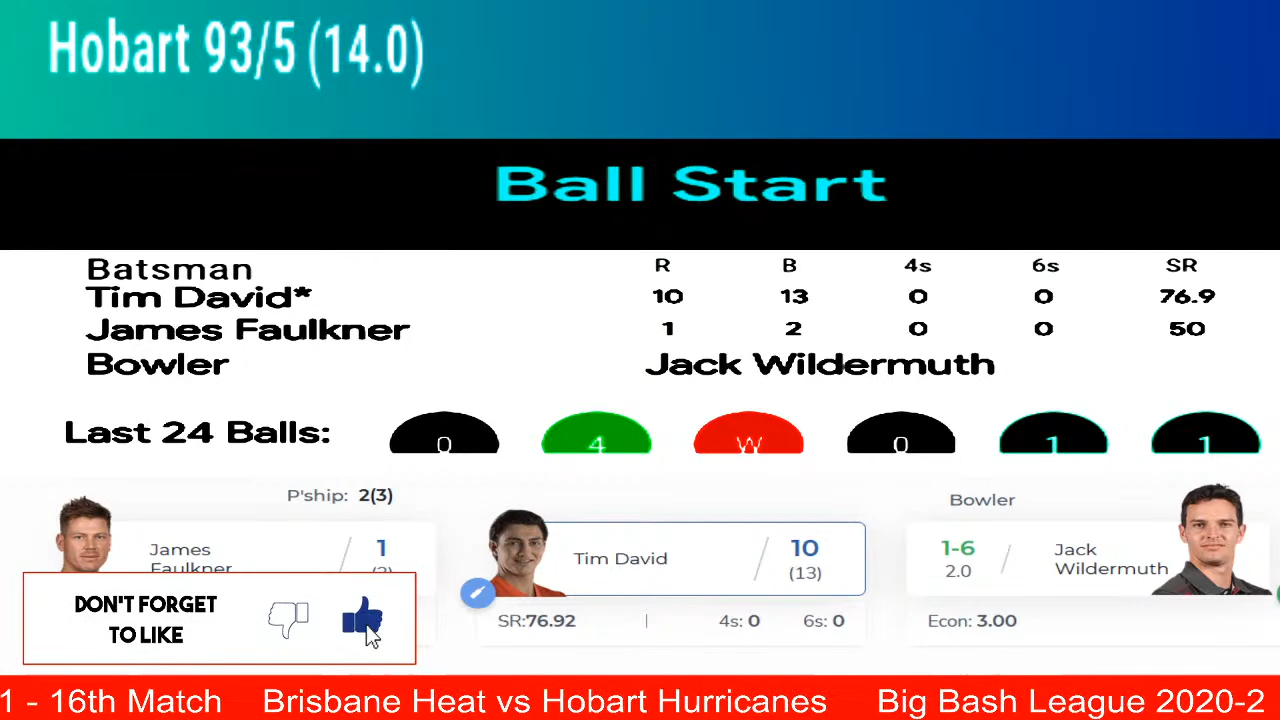 Hobart 93/5 (14.0)
Ball Start
Batsman R B 4s 6s SR
Tim David* 10 13 0 0 76.9
James Faulkner 1 2 0 0 50
Bowler Jack Wildermuth
Last 24 Balls: 0 4 W 0 1 1
P'ship: 2(3)
Bowler
James Faulkner 1
Tim David 10 (13)
1-6 2.0 Jack Wildermuth
SR:76.92 4s: 0 6s: 0
Econ: 3.00
DON'T FORGET
TO LIKE
1 - 16th Match Brisbane Heat vs Hobart Hurricanes Big Bash League 2020-2